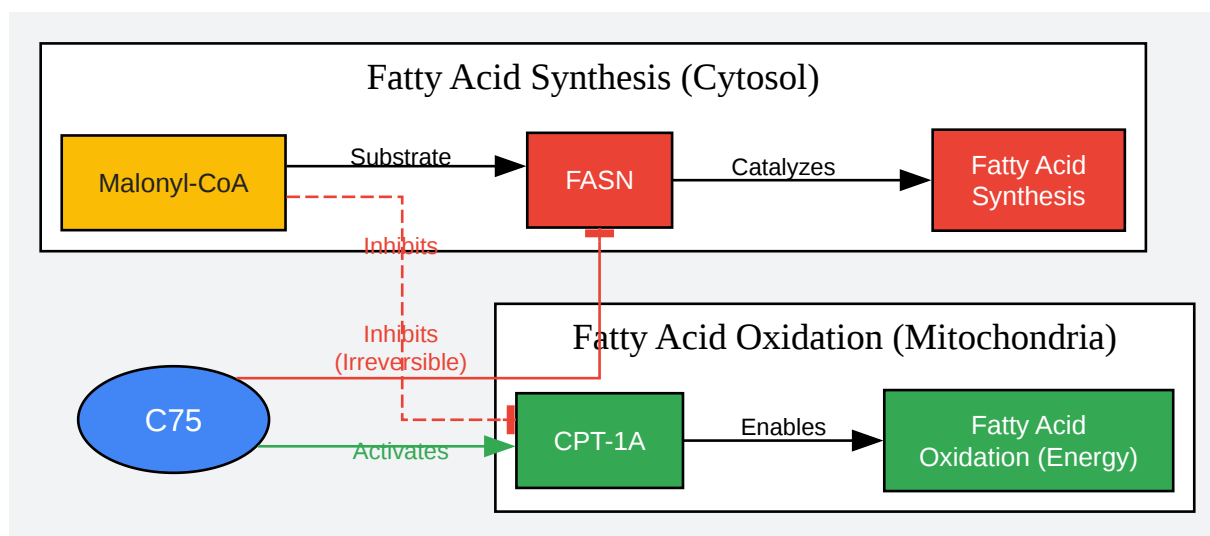 Fatty Acid Synthesis (Cytosol)
Malonyl-CoA
Substrate
FASN
Catalyzes
Fatty Acid
Synthesis
Inhibits
Inhibits
(Irreversible)
Fatty Acid Oxidation (Mitochondria)
C75
Activates
CPT-1A
Enables
Fatty Acid
Oxidation (Energy)